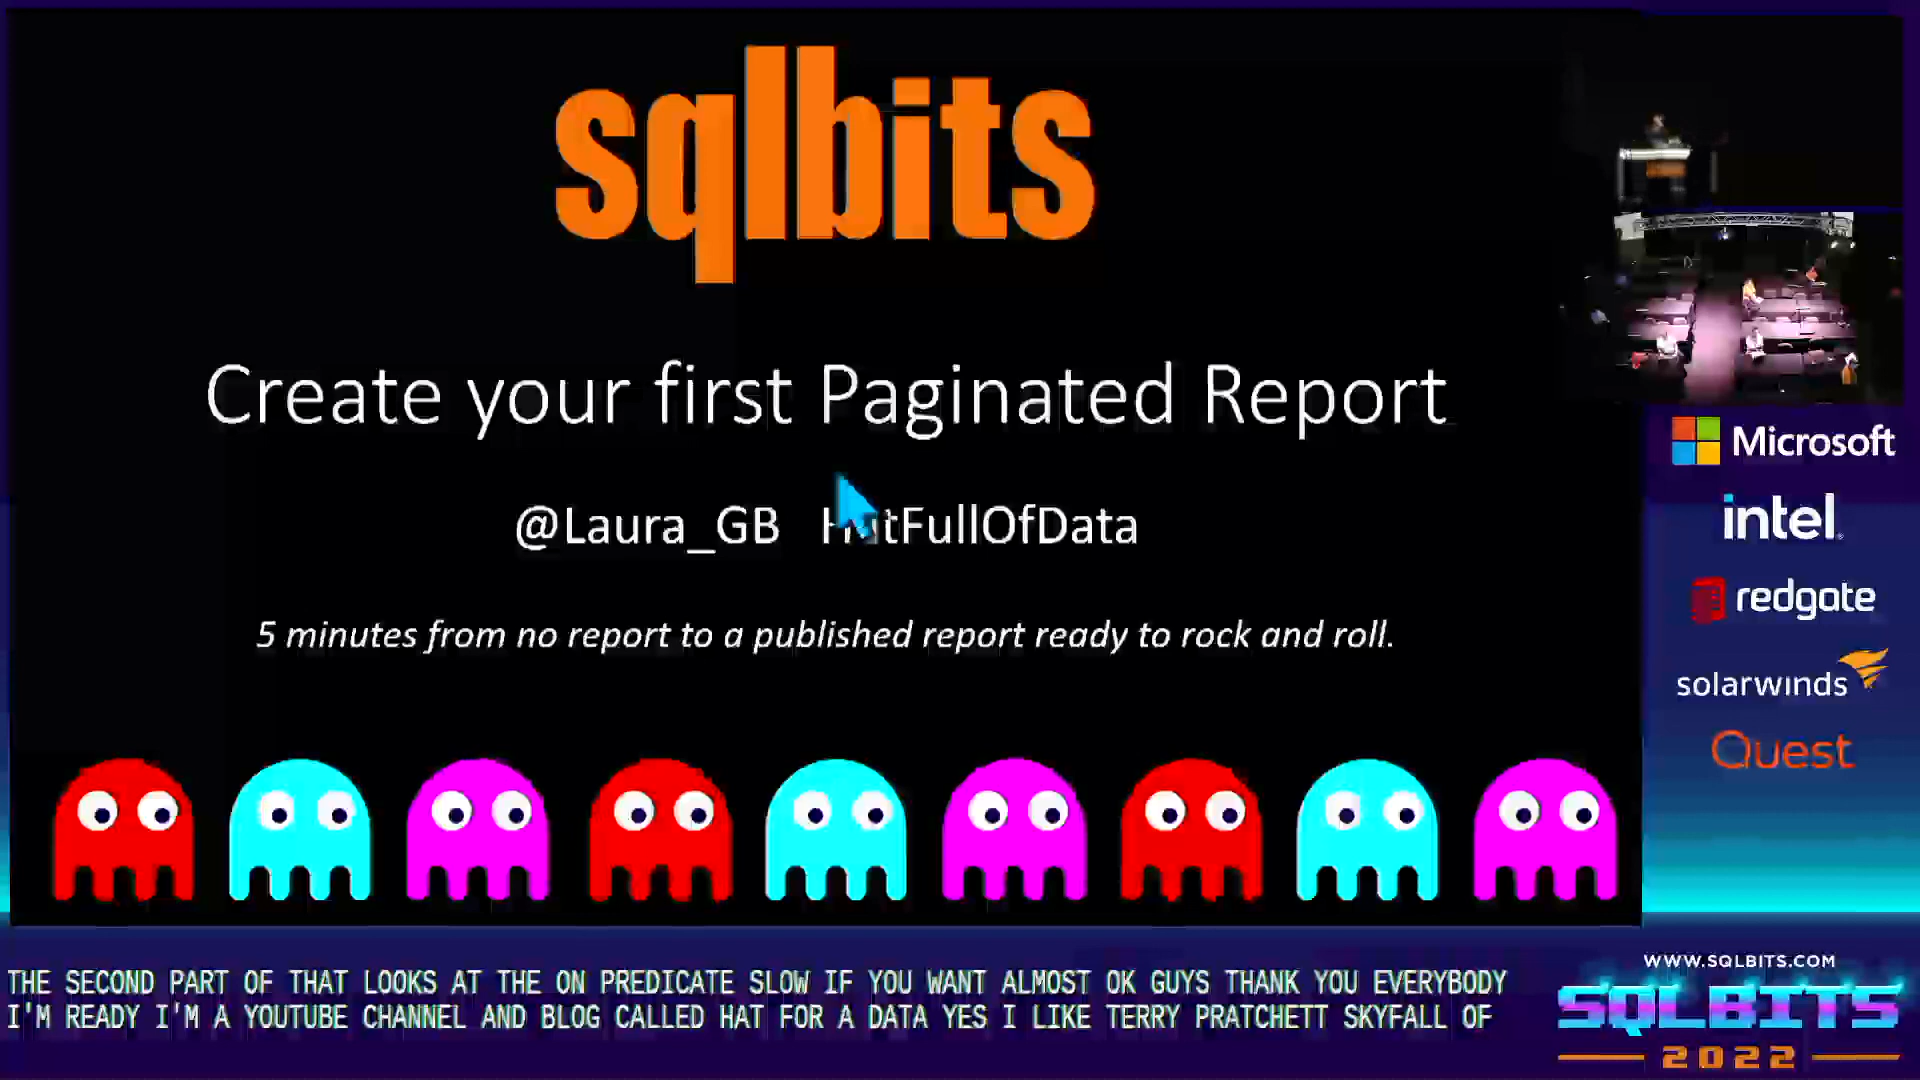 sqlbits
Create your first Paginated Report
@Laura_GB HatFullOfData
5 minutes from no report to a published report ready to rock and roll.
Microsoft
intel.
redgate
solarwinds
Quest
THE SECOND PART OF THAT LOOKS AT THE ON PREDICATE SLOW IF YOU WANT ALMOST OK GUYS THANK YOU EVERYBODY
I'M READY I'M A YOUTUBE CHANNEL AND BLOG CALLED HAT FOR A DATA YES I LIKE TERRY PRATCHETT SKYFALL OF
WWW.SQLBITS.COM
SQLBITS
2022